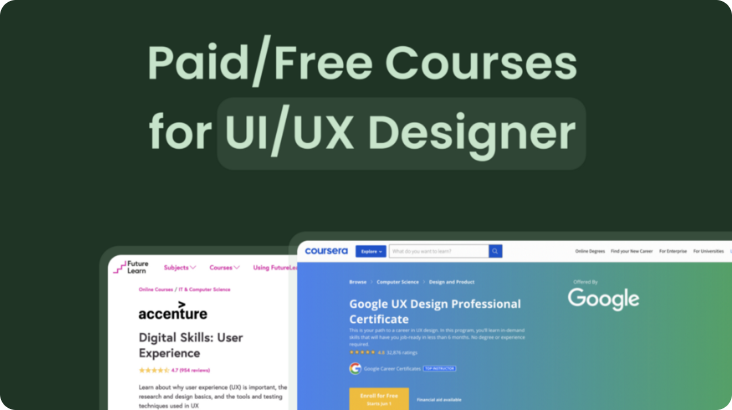 Paid/Free Courses
for UI/UX Designer
Future
Learn
Subjects
Courses
Using FutureLea
Online Courses / IT & Computer Science
accenture
Digital Skills: User
Experience
4.7 (904 reviews)
Learn about why user experience (UX) is important, the
research and design basics, and the tools and testing
techniques used in UX
coursera
Explore
What do you want to learn?
Online Degrees
Find your New Career
For Enterprise
For Universities
Browse > Computer Science > Design and Product
Google UX Design Professional
Certificate
This is your path to a career in UX design. In this program, you'll learn in-demand
skills that will have you job-ready in less than 6 months. No degree or experience
required.
4.8
ratings
Google Career Certificates
TOP INSTRUCTOR
Enroll for Free
Financial aid available
Offered By
Google